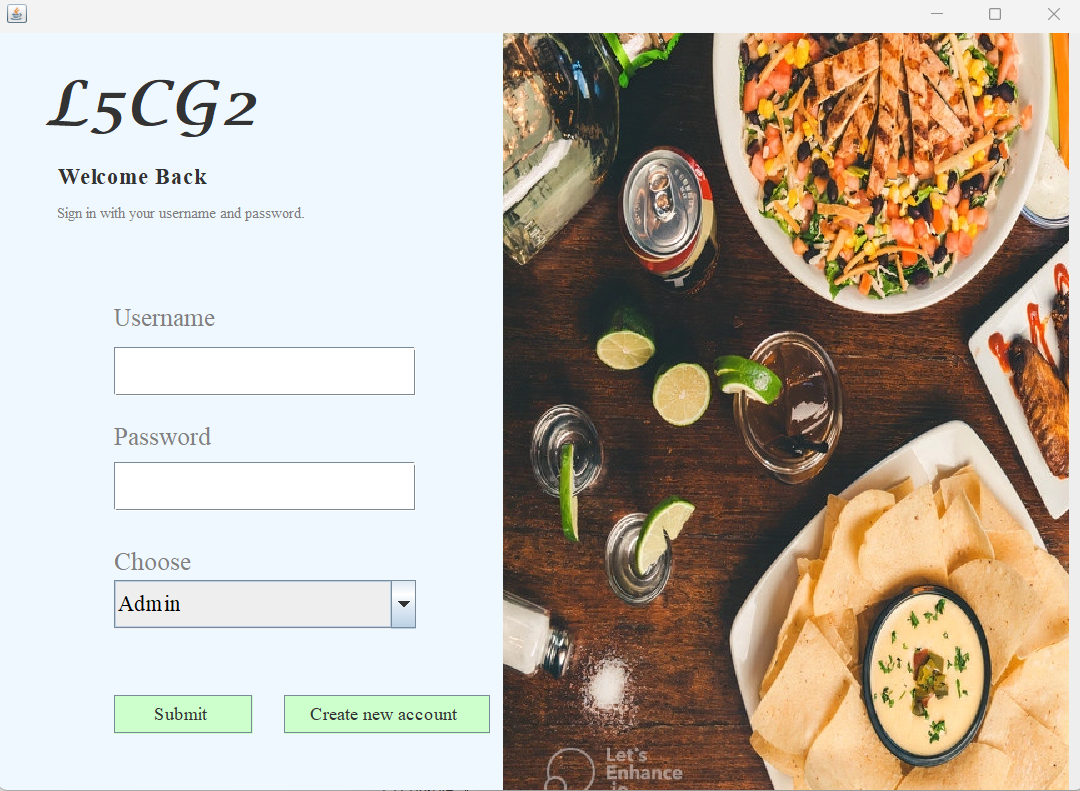 L5CG2
Welcome Back
Sign in with your username and password.
Username
Password
Choose
Admin
Submit
Create new account
Let's
Enhance